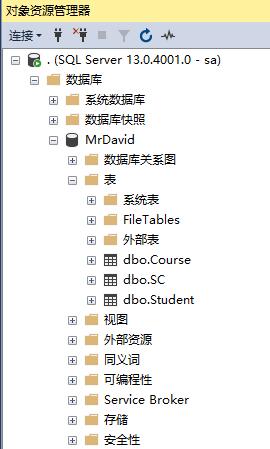 对象资源管理器
连接
. (SQL Server 13.0.4001.0 - sa)
数据库
系统数据库
数据库快照
MrDavid
数据库关系图
表
系统表
FileTables
外部表
dbo.Course
dbo.SC
dbo.Student
视图
外部资源
同义词
可编程性
Service Broker
存储
安全性